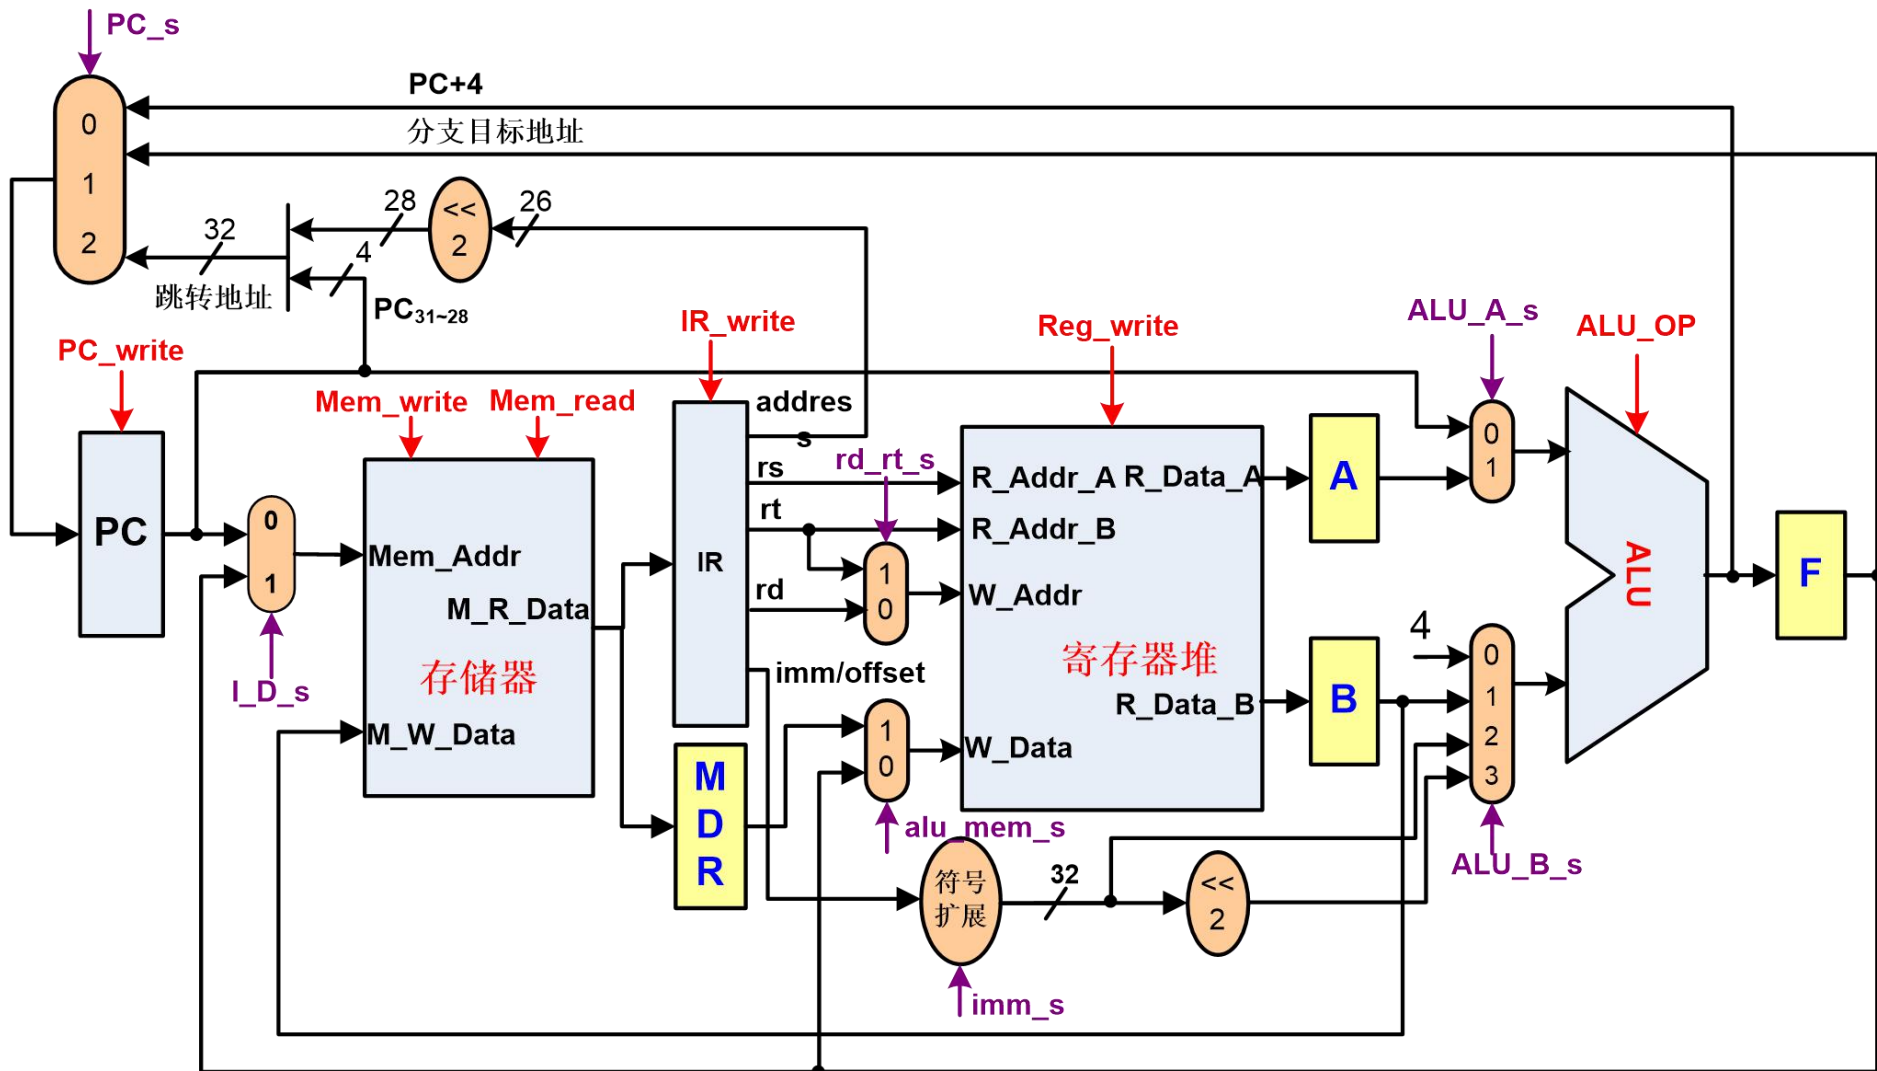 PC_s
PC+4
分支目标地址
0
1
2
28
<<
2
26
32
4
跳转地址
PC31~28
PC_write
IR_write
Reg_write
ALU_A_s
ALU_OP
Mem_write
Mem_read
addres
s
rs
rd_rt_s
R_Addr_A
R_Data_A
A
0
1
rt
R_Addr_B
PC
0
1
Mem_Addr
M_R_Data
IR
1
0
rd
W_Addr
ALU
F
存储器
寄存器堆
4
0
1
2
3
I_D_s
imm/offset
R_Data_B
B
M_W_Data
1
0
W_Data
M
D
R
alu_mem_s
ALU_B_s
符号
扩展
32
<<
2
imm_s